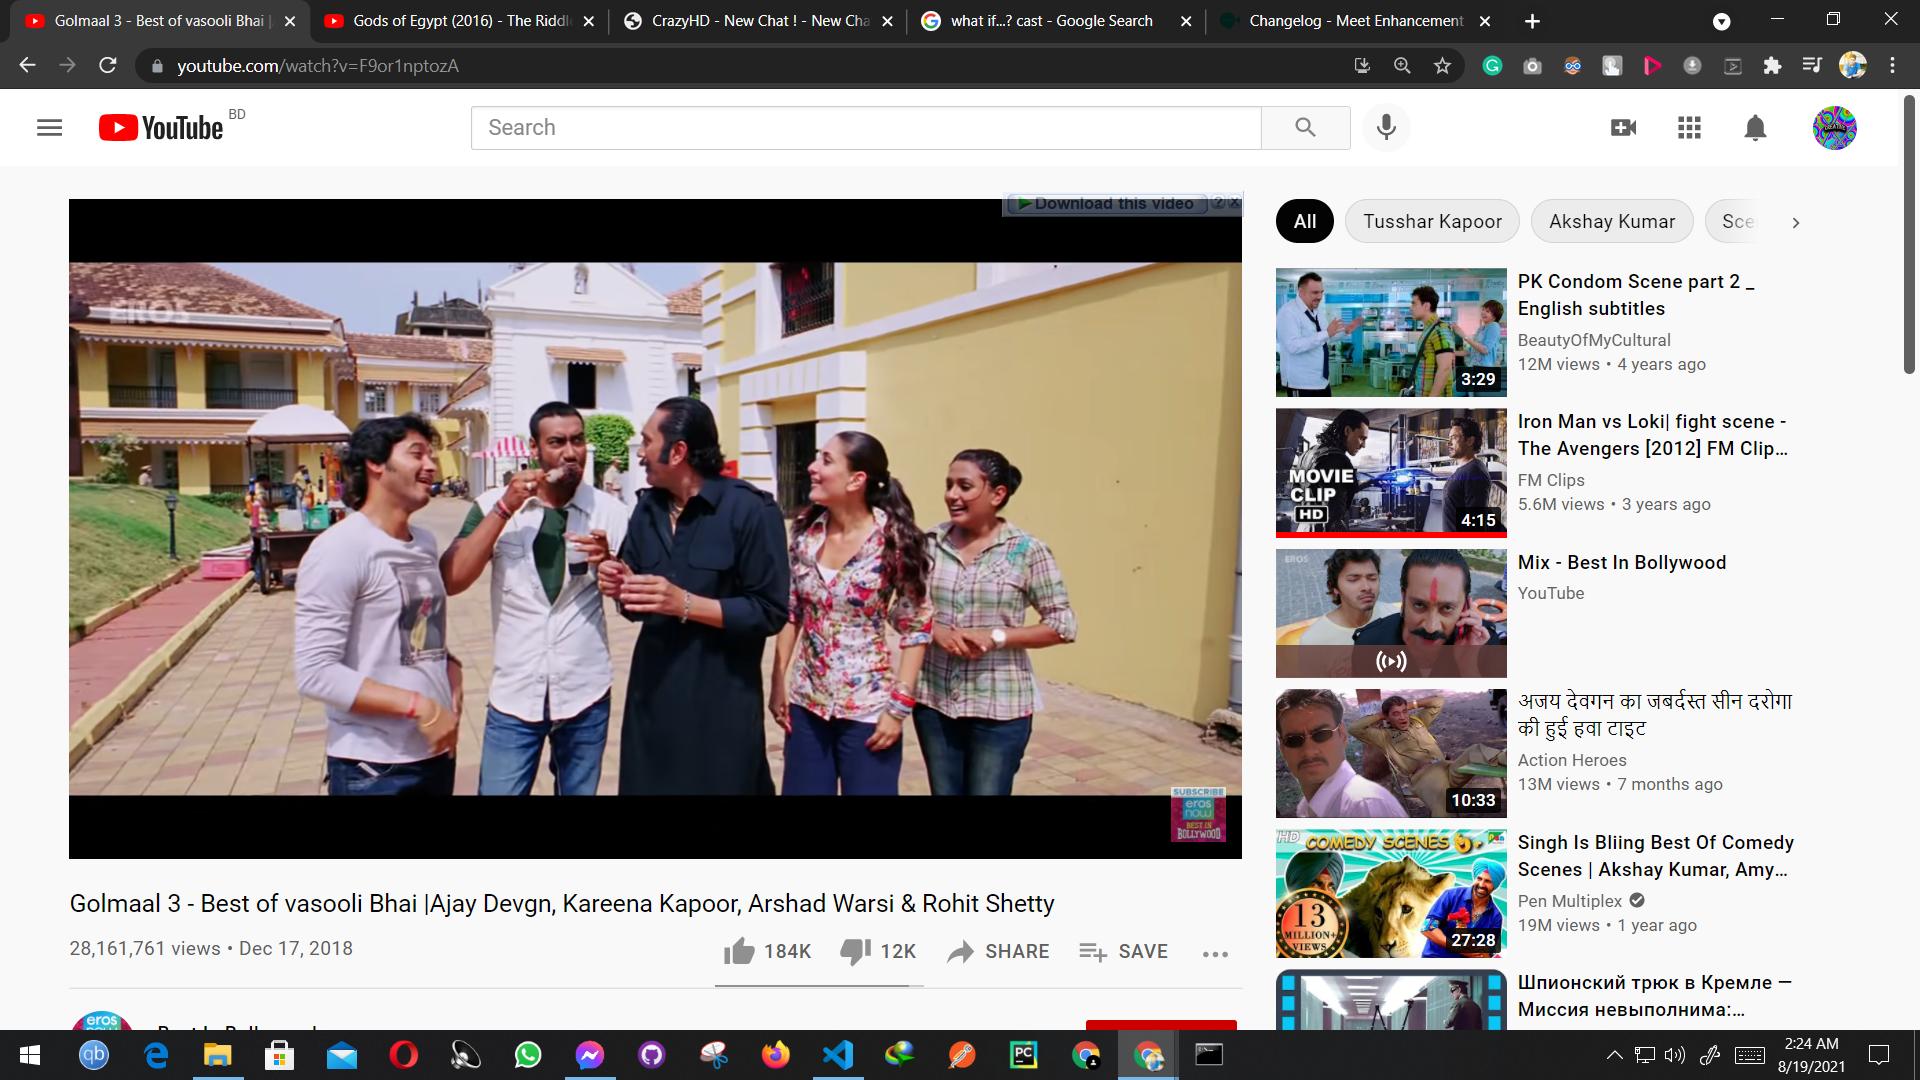 Golmaal 3 - Best of vasooli Bhai |
Gods of Egypt (2016) - The Riddl
CrazyHD - New Chat ! - New Cha
what if...? cast - Google Search
Changelog - Meet Enhancement
youtube.com/watch?v=F9or1nptozA
YouTube BD
Search
Download this video
All
Tusshar Kapoor
Akshay Kumar
Sce
EROS
SUBSCRIBE
eros
now
BEST IN
BOLLYWOOD
PK Condom Scene part 2 _
English subtitles
BeautyOfMyCultural
12M views • 4 years ago
3:29
Iron Man vs Loki| fight scene -
The Avengers [2012] FM Clip...
FM Clips
5.6M views • 3 years ago
MOVIE
CLIP
HD
4:15
Mix - Best In Bollywood
YouTube
EROS
अजय देवगन का जबर्दस्त सीन दरोगा
की हुई हवा टाइट
Action Heroes
13M views • 7 months ago
10:33
Singh Is Bliing Best Of Comedy
Scenes | Akshay Kumar, Amy...
Pen Multiplex
19M views • 1 year ago
HD COMEDY SCENES
13
MILLION+
VIEWS
27:28
Шпионский трюк в Кремле —
Миссия невыполнима:...
Golmaal 3 - Best of vasooli Bhai |Ajay Devgn, Kareena Kapoor, Arshad Warsi & Rohit Shetty
28,161,761 views • Dec 17, 2018
184K
12K
SHARE
SAVE
eros
now
qb
PC
2:24 AM
8/19/2021